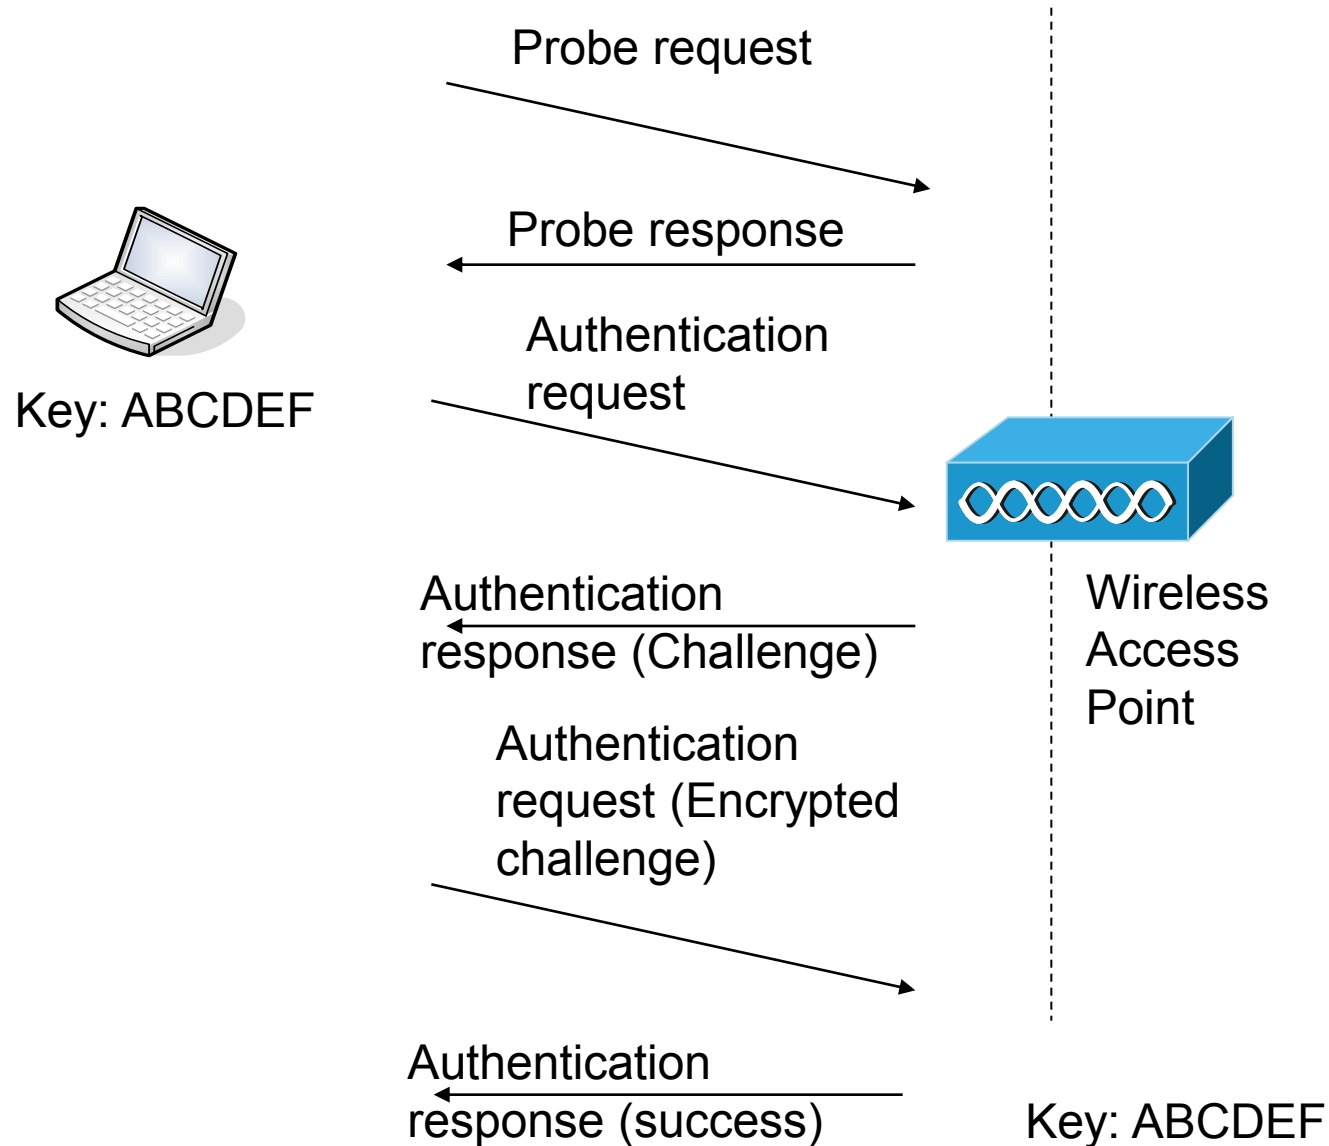 Probe request
Probe response
Authentication
request
Key: ABCDEF
Authentication
response (Challenge)
Wireless
Access
Point
Authentication
request (Encrypted
challenge)
Authentication
response (success)
Key: ABCDEF